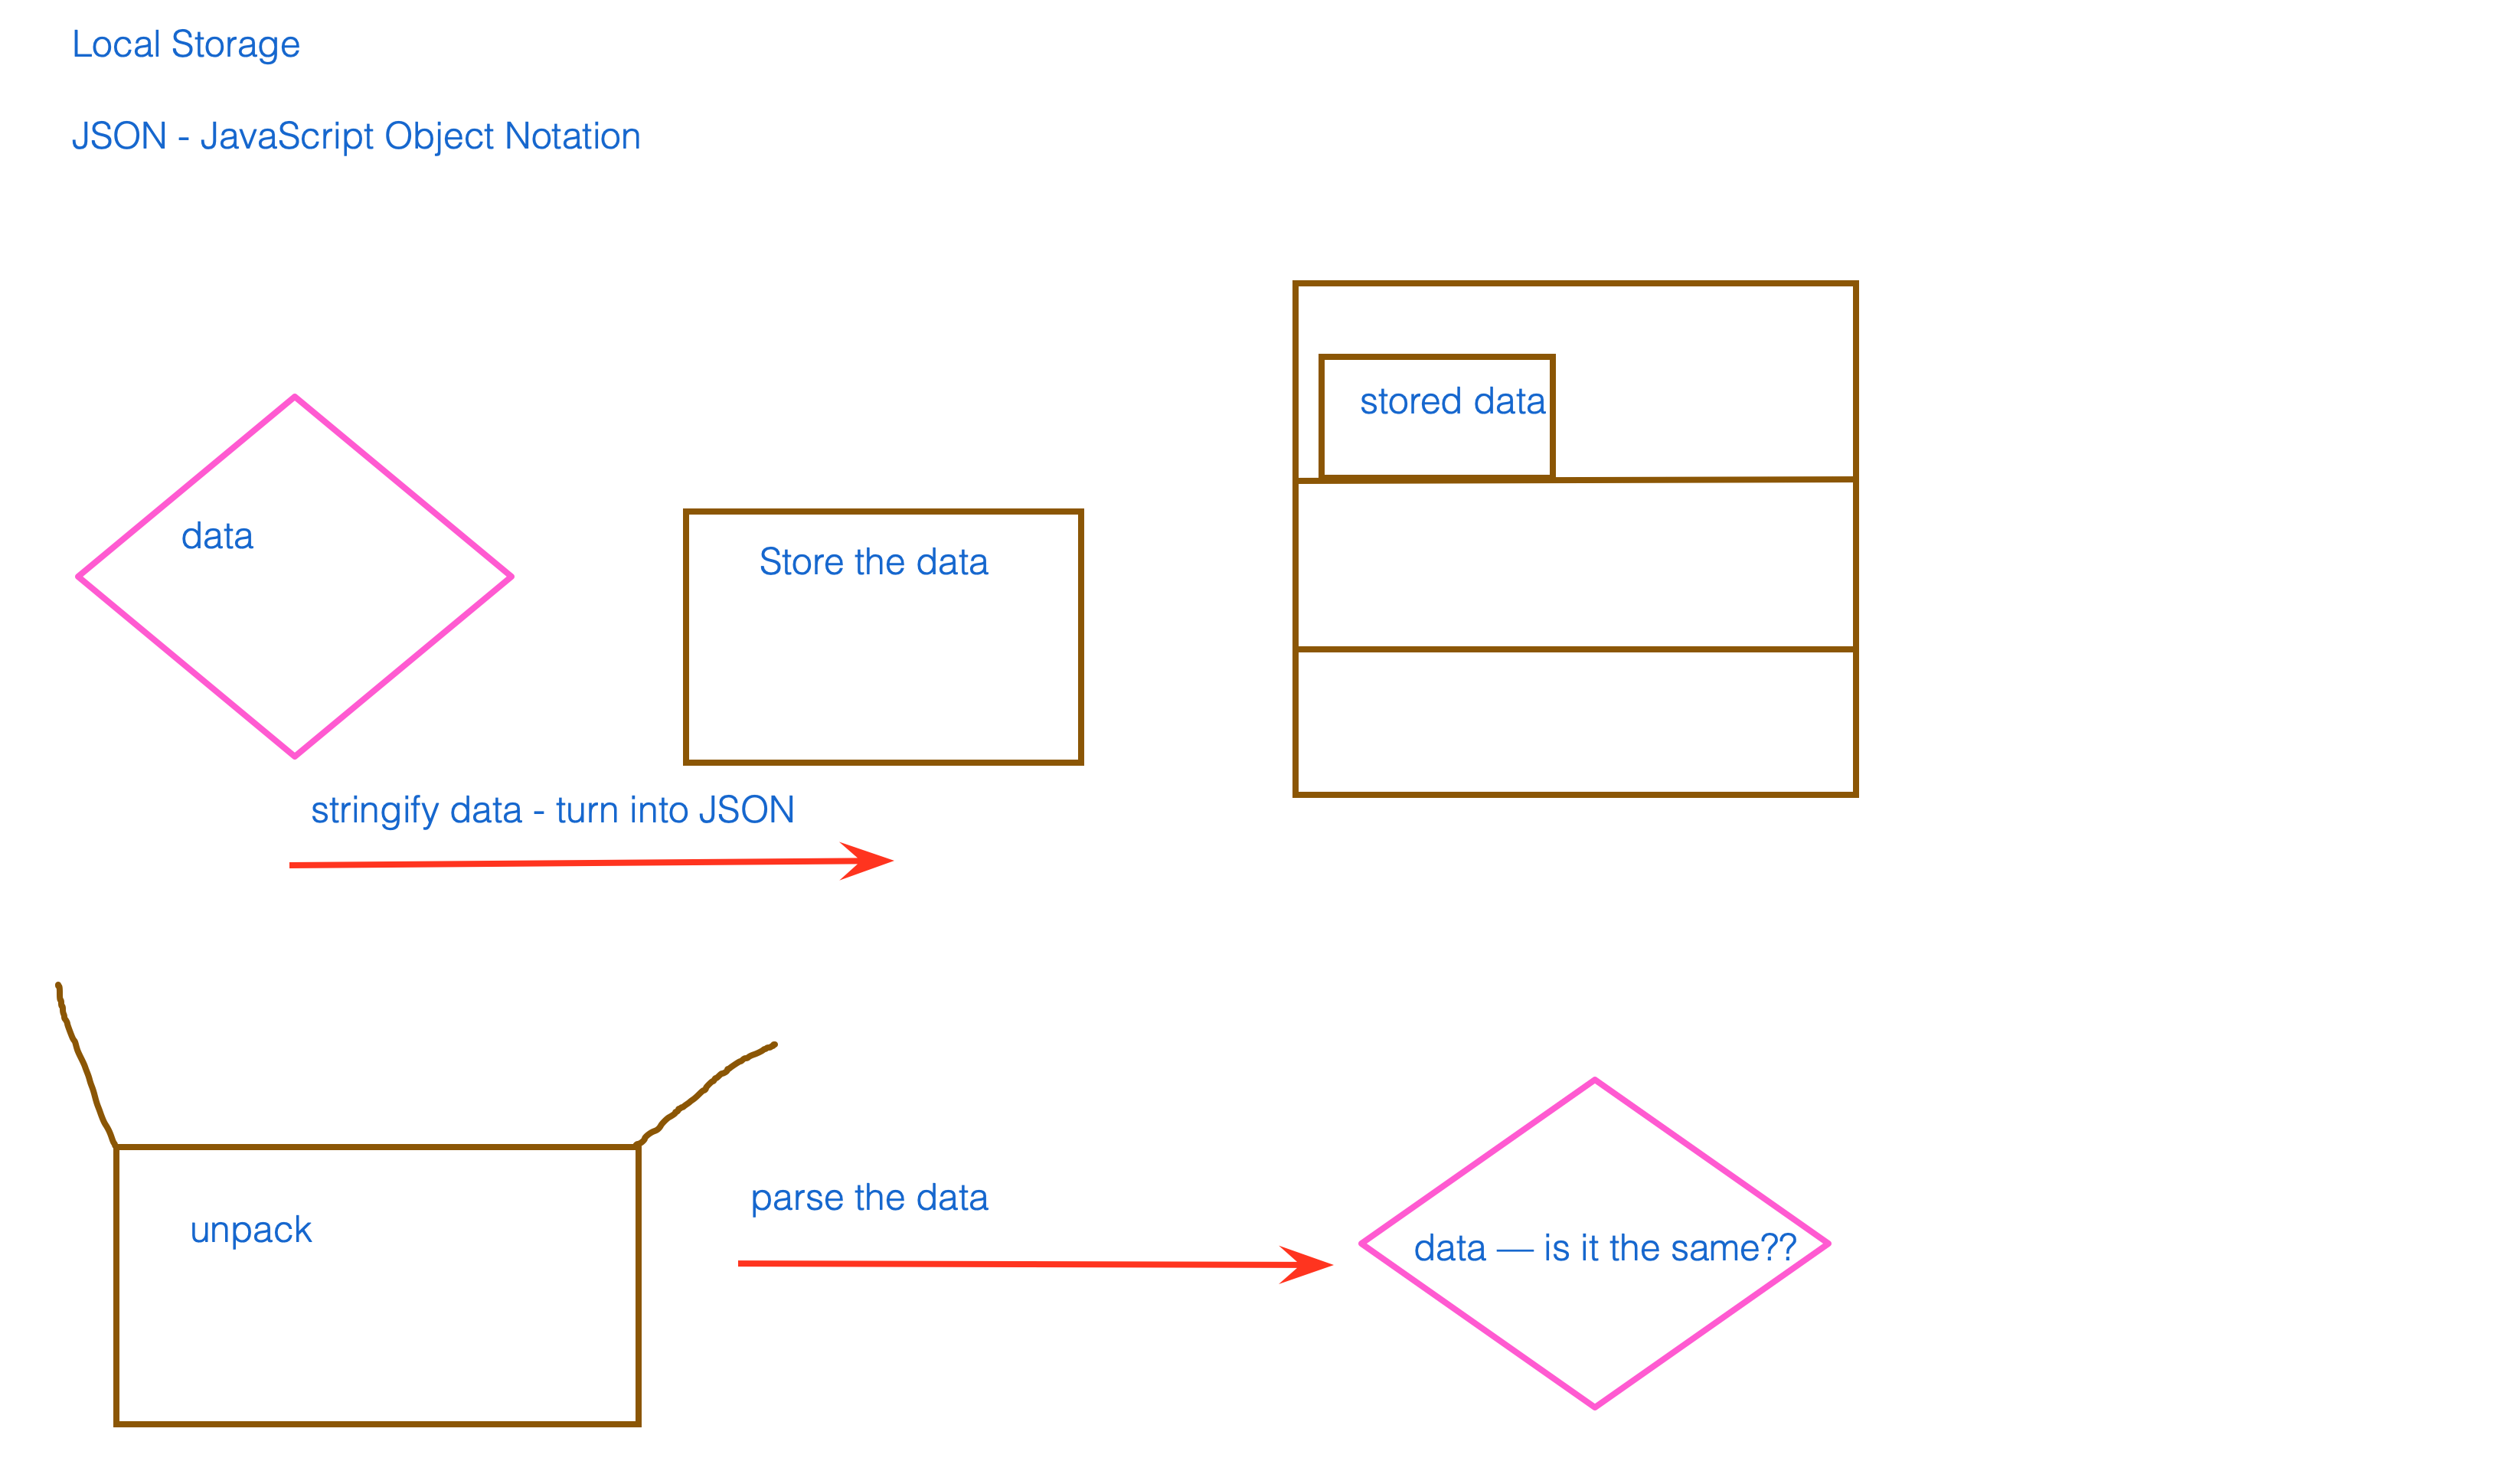 Local Storage
JSON - JavaScript Object Notation
stored data
data
Store the data
stringify data - turn into JSON
parse the data
unpack
data — is it the same??